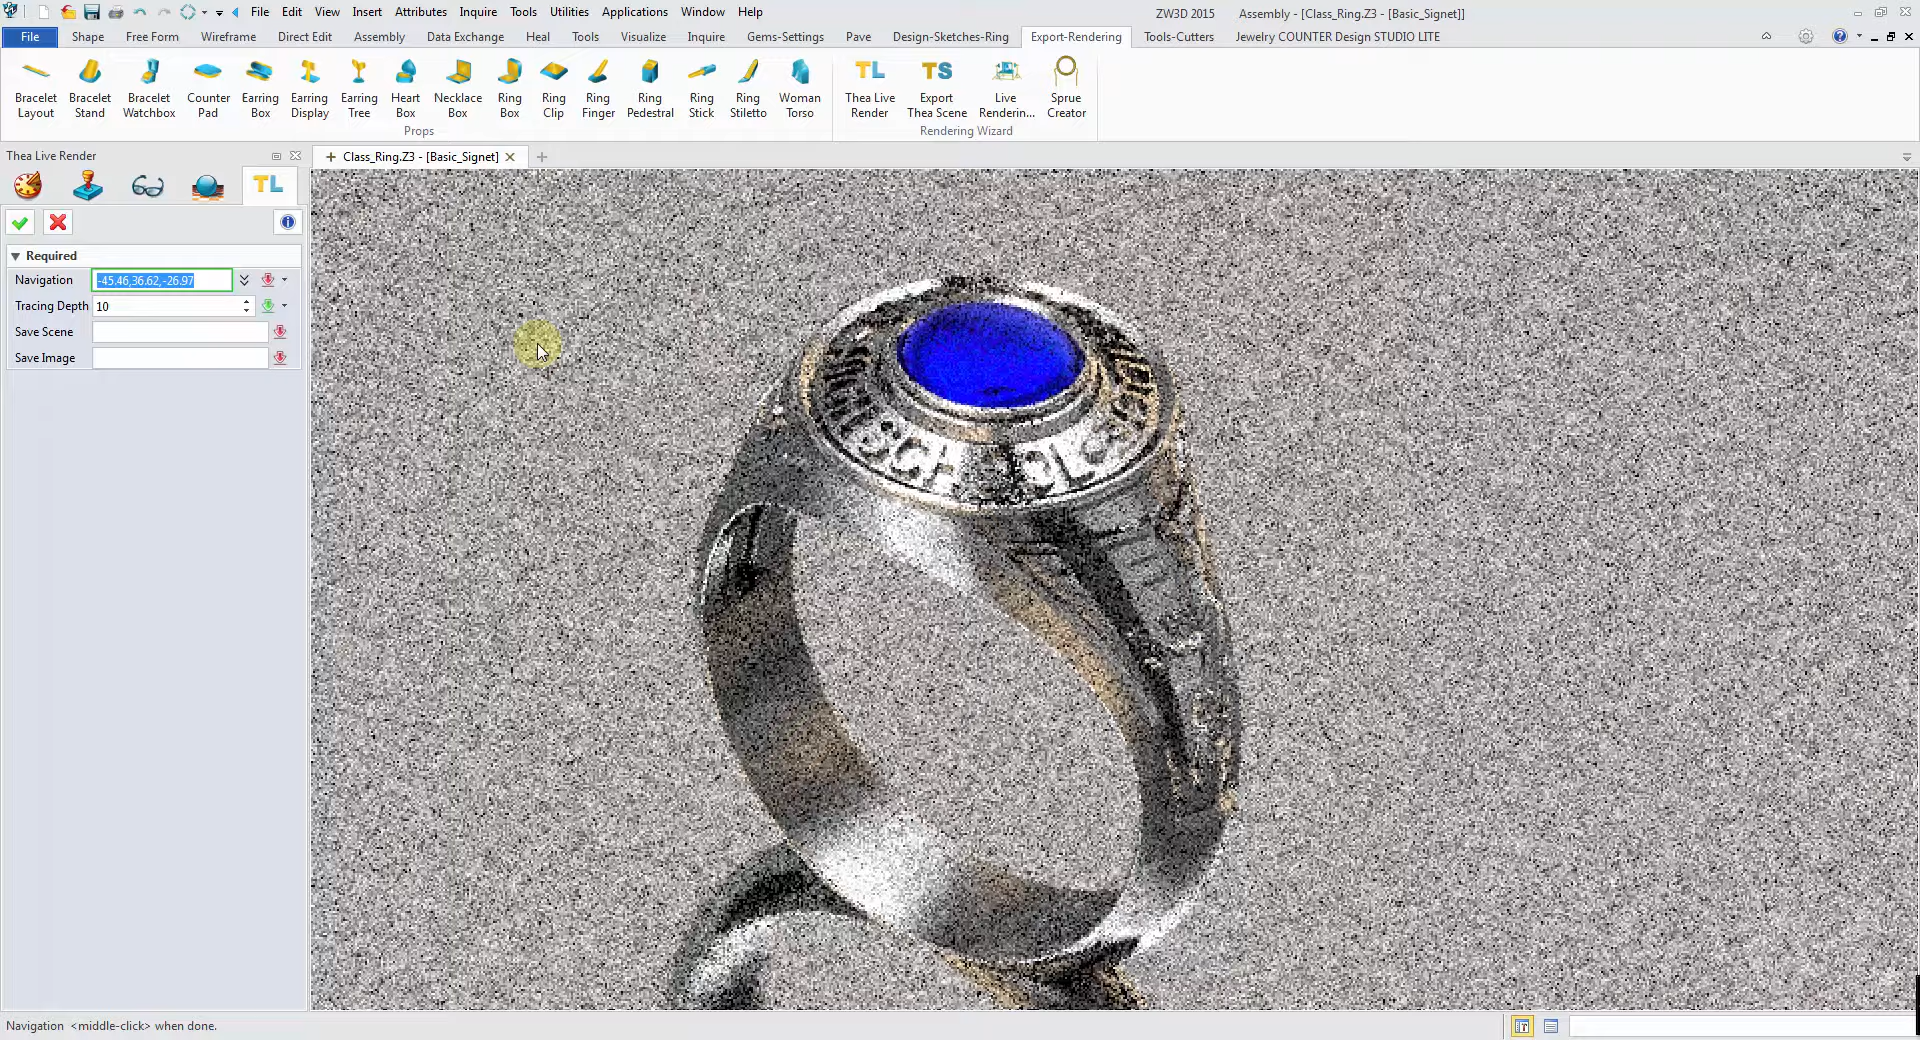 File Edit View Insert Attributes Inquire Tools Utilities Applications Window Help
ZW3D 2015 Assembly - [Class_Ring.Z3 - [Basic_Signet]]
File Shape Free Form Wireframe Direct Edit Assembly Data Exchange Heal Tools Visualize Inquire Gems-Settings Pave Design-Sketches-Ring Export-Rendering Tools-Cutters Jewelry COUNTER Design STUDIO LITE
TL TS
Bracelet Layout
Bracelet Stand
Bracelet Watchbox
Counter Pad
Earring Box
Earring Display
Earring Tree
Heart Box
Necklace Box
Ring Box
Ring Clip
Ring Finger
Ring Pedestral
Ring Stick
Ring Stiletto
Woman Torso
Thea Live Render
Export Thea Scene
Live Renderin...
Sprue Creator
Props
Rendering Wizard
Thea Live Render
Class_Ring.Z3 - [Basic_Signet]
TL
Required
Navigation -45.46,36.62,-26.97
Tracing Depth 10
Save Scene
Save Image
SCHOOL
Navigation <middle-click> when done.